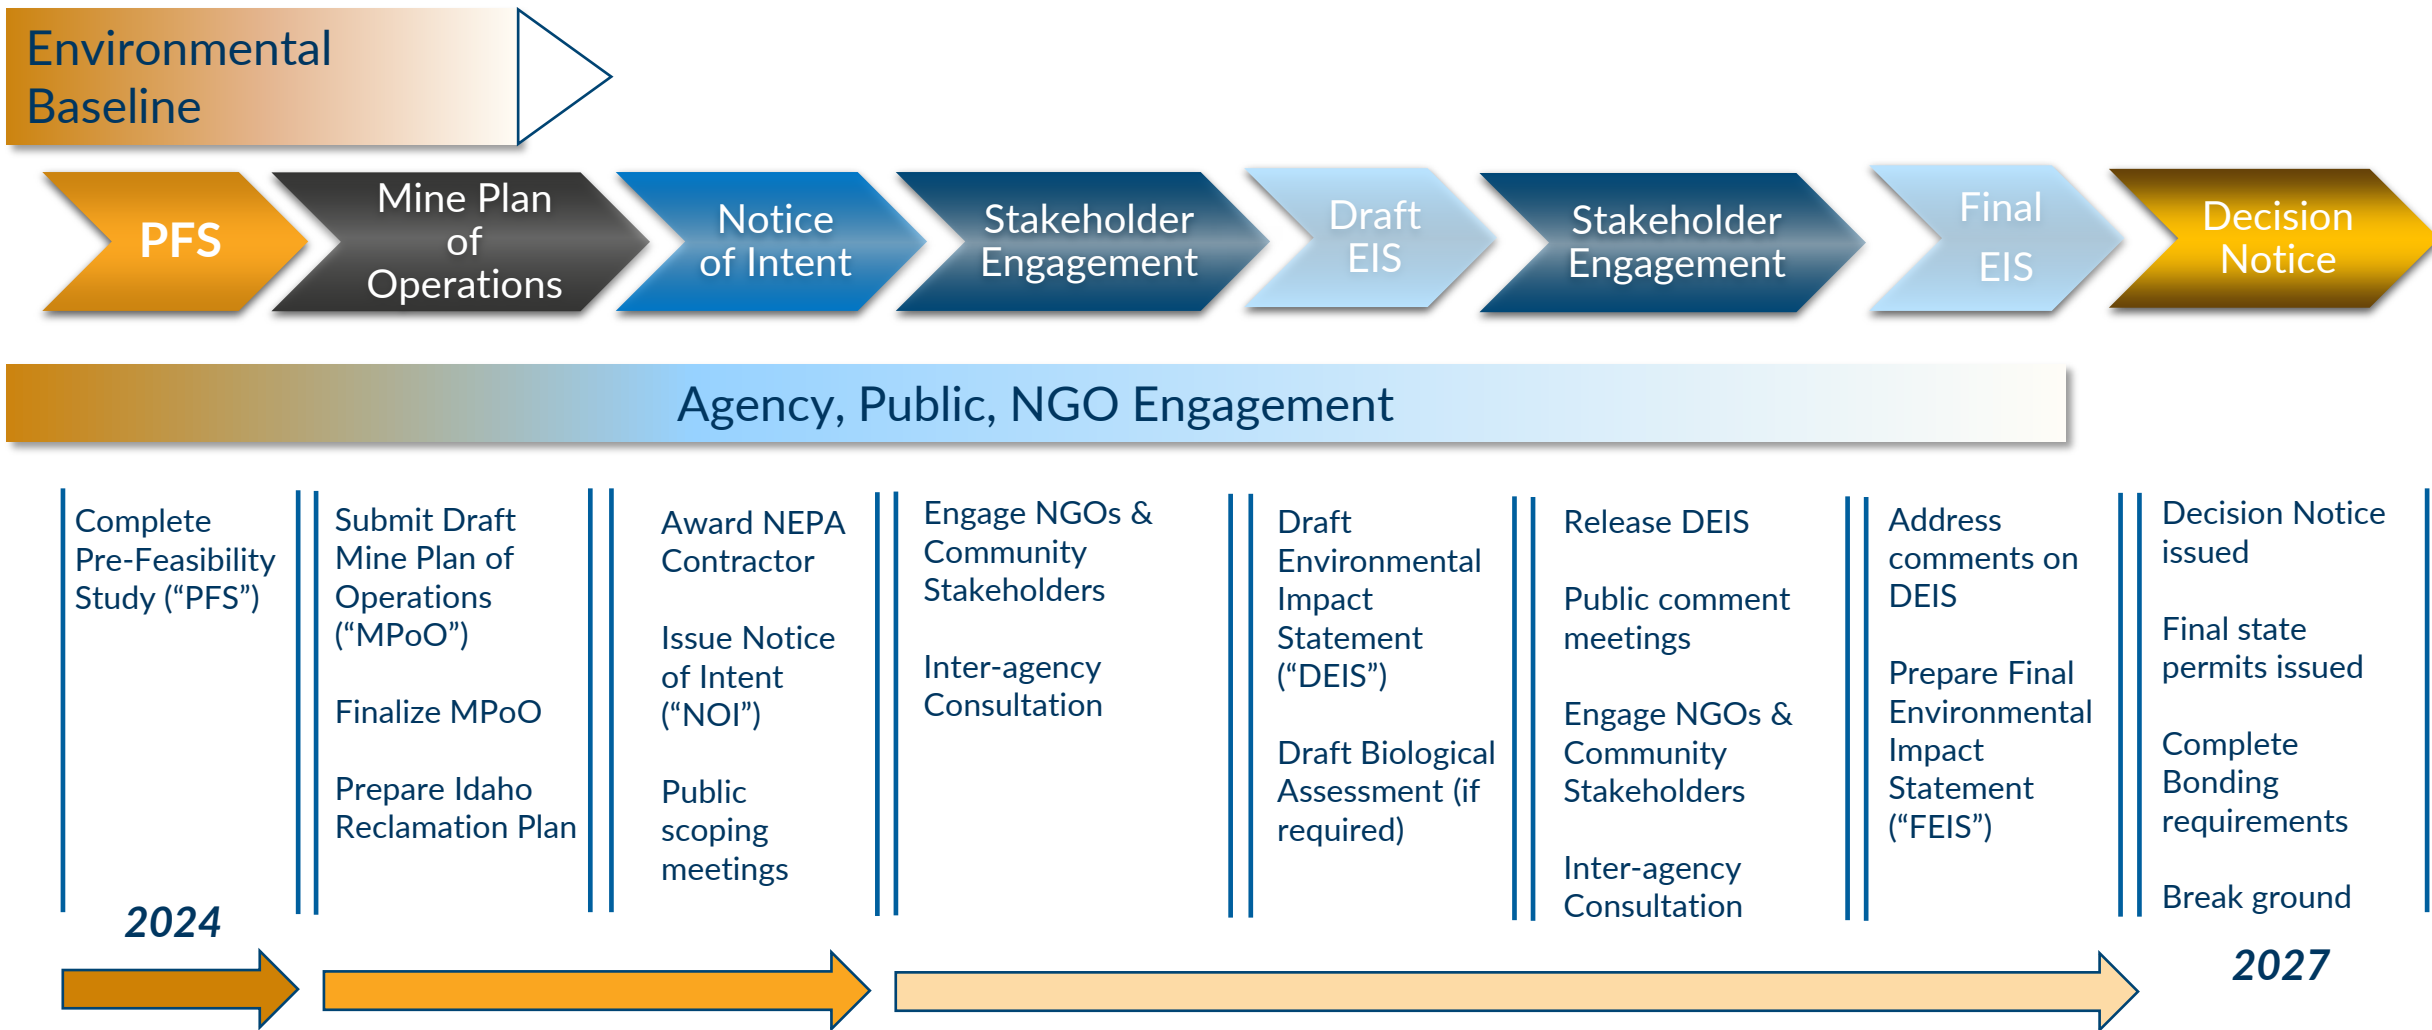 Environmental
Baseline
PFS
Mine Plan
of
Operations
Notice
of Intent
Stakeholder
Engagement
Draft
EIS
Stakeholder
Engagement
Final
EIS
Decision
Notice
Agency, Public, NGO Engagement
Complete
Pre-Feasibility
Study (“PFS”)
Submit Draft
Mine Plan of
Operations
(“MPoO”)
Finalize MPoO
Prepare Idaho
Reclamation Plan
Award NEPA
Contractor
Issue Notice
of Intent
(“NOI”)
Public
scoping
meetings
Engage NGOs &
Community
Stakeholders
Inter-agency
Consultation
Draft
Environmental
Impact
Statement
(“DEIS”)
Draft Biological
Assessment (if
required)
Release DEIS
Public comment
meetings
Engage NGOs &
Community
Stakeholders
Inter-agency
Consultation
Address
comments on
DEIS
Prepare Final
Environmental
Impact
Statement
(“FEIS”)
Decision Notice
issued
Final state
permits issued
Complete
Bonding
requirements
Break ground
2024
2027